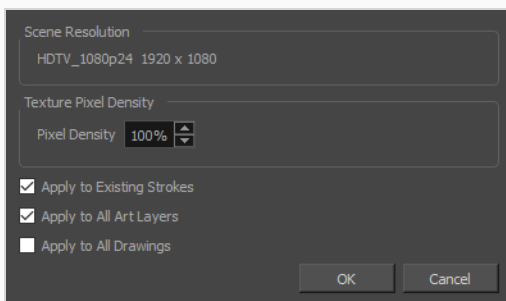 Scene Resolution
HDTV_1080p24 1920 x 1080
Texture Pixel Density
Pixel Density 100%
Apply to Existing Strokes
Apply to All Art Layers
Apply to All Drawings
OK Cancel